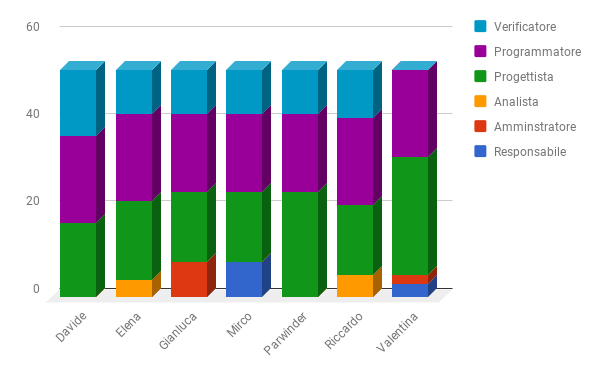 60
40
20
0
Davide
Elena
Gianluca
Mirco
Parwinder
Riccardo
Valentina
Verificatore
Programmatore
Progettista
Analista
Amminstratore
Responsabile